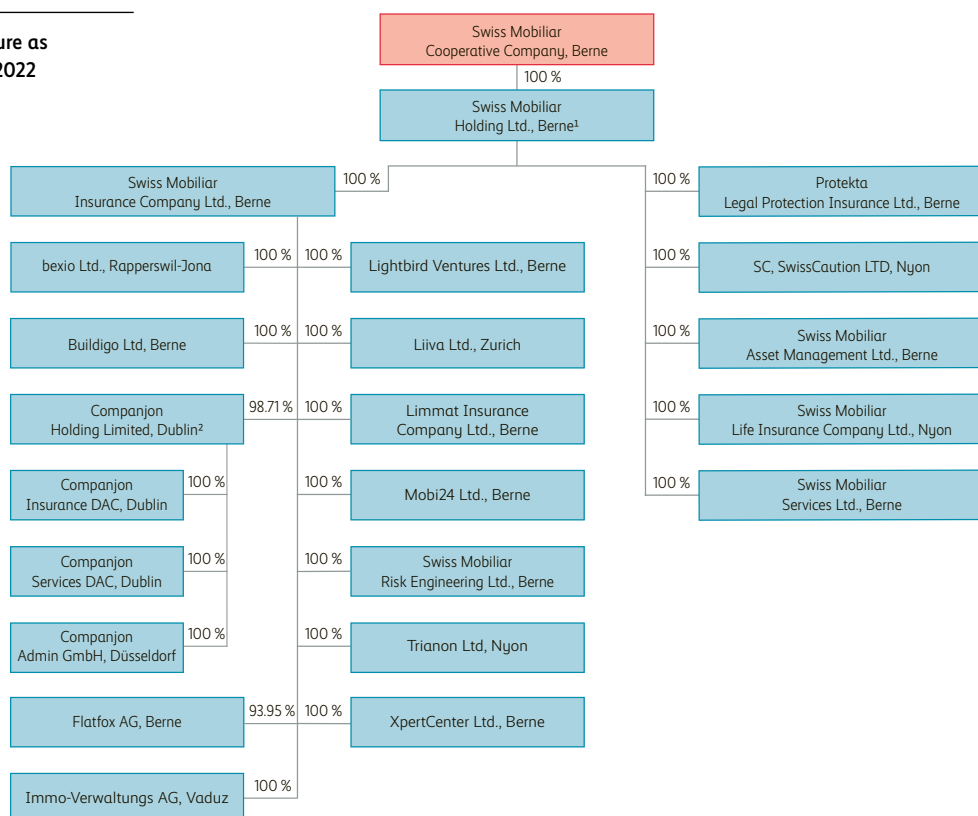 ure as
2022
Swiss Mobiliar
Cooperative Company, Berne
100 %
Swiss Mobiliar
Holding Ltd., Berne¹
Swiss Mobiliar
Insurance Company Ltd., Berne
100 %
100 %
Protekta
Legal Protection Insurance Ltd., Berne
bexio Ltd., Rapperswil-Jona
100 %
100 %
Lightbird Ventures Ltd., Berne
100 %
SC, SwissCaution LTD, Nyon
Buildigo Ltd, Berne
100 %
100 %
Liiva Ltd., Zurich
100 %
Swiss Mobiliar
Asset Management Ltd., Berne
Companjon
Holding Limited, Dublin²
98.71 %
100 %
Limmat Insurance
Company Ltd., Berne
100 %
Swiss Mobiliar
Life Insurance Company Ltd., Nyon
Companjon
Insurance DAC, Dublin
100 %
100 %
Mobi24 Ltd., Berne
100 %
Swiss Mobiliar
Services Ltd., Berne
Companjon
Services DAC, Dublin
100 %
100 %
Swiss Mobiliar
Risk Engineering Ltd., Berne
Companjon
Admin GmbH, Düsseldorf
100 %
100 %
Trianon Ltd, Nyon
Flatfox AG, Berne
93.95 %
100 %
XpertCenter Ltd., Berne
Immo-Verwaltungs AG, Vaduz
100 %